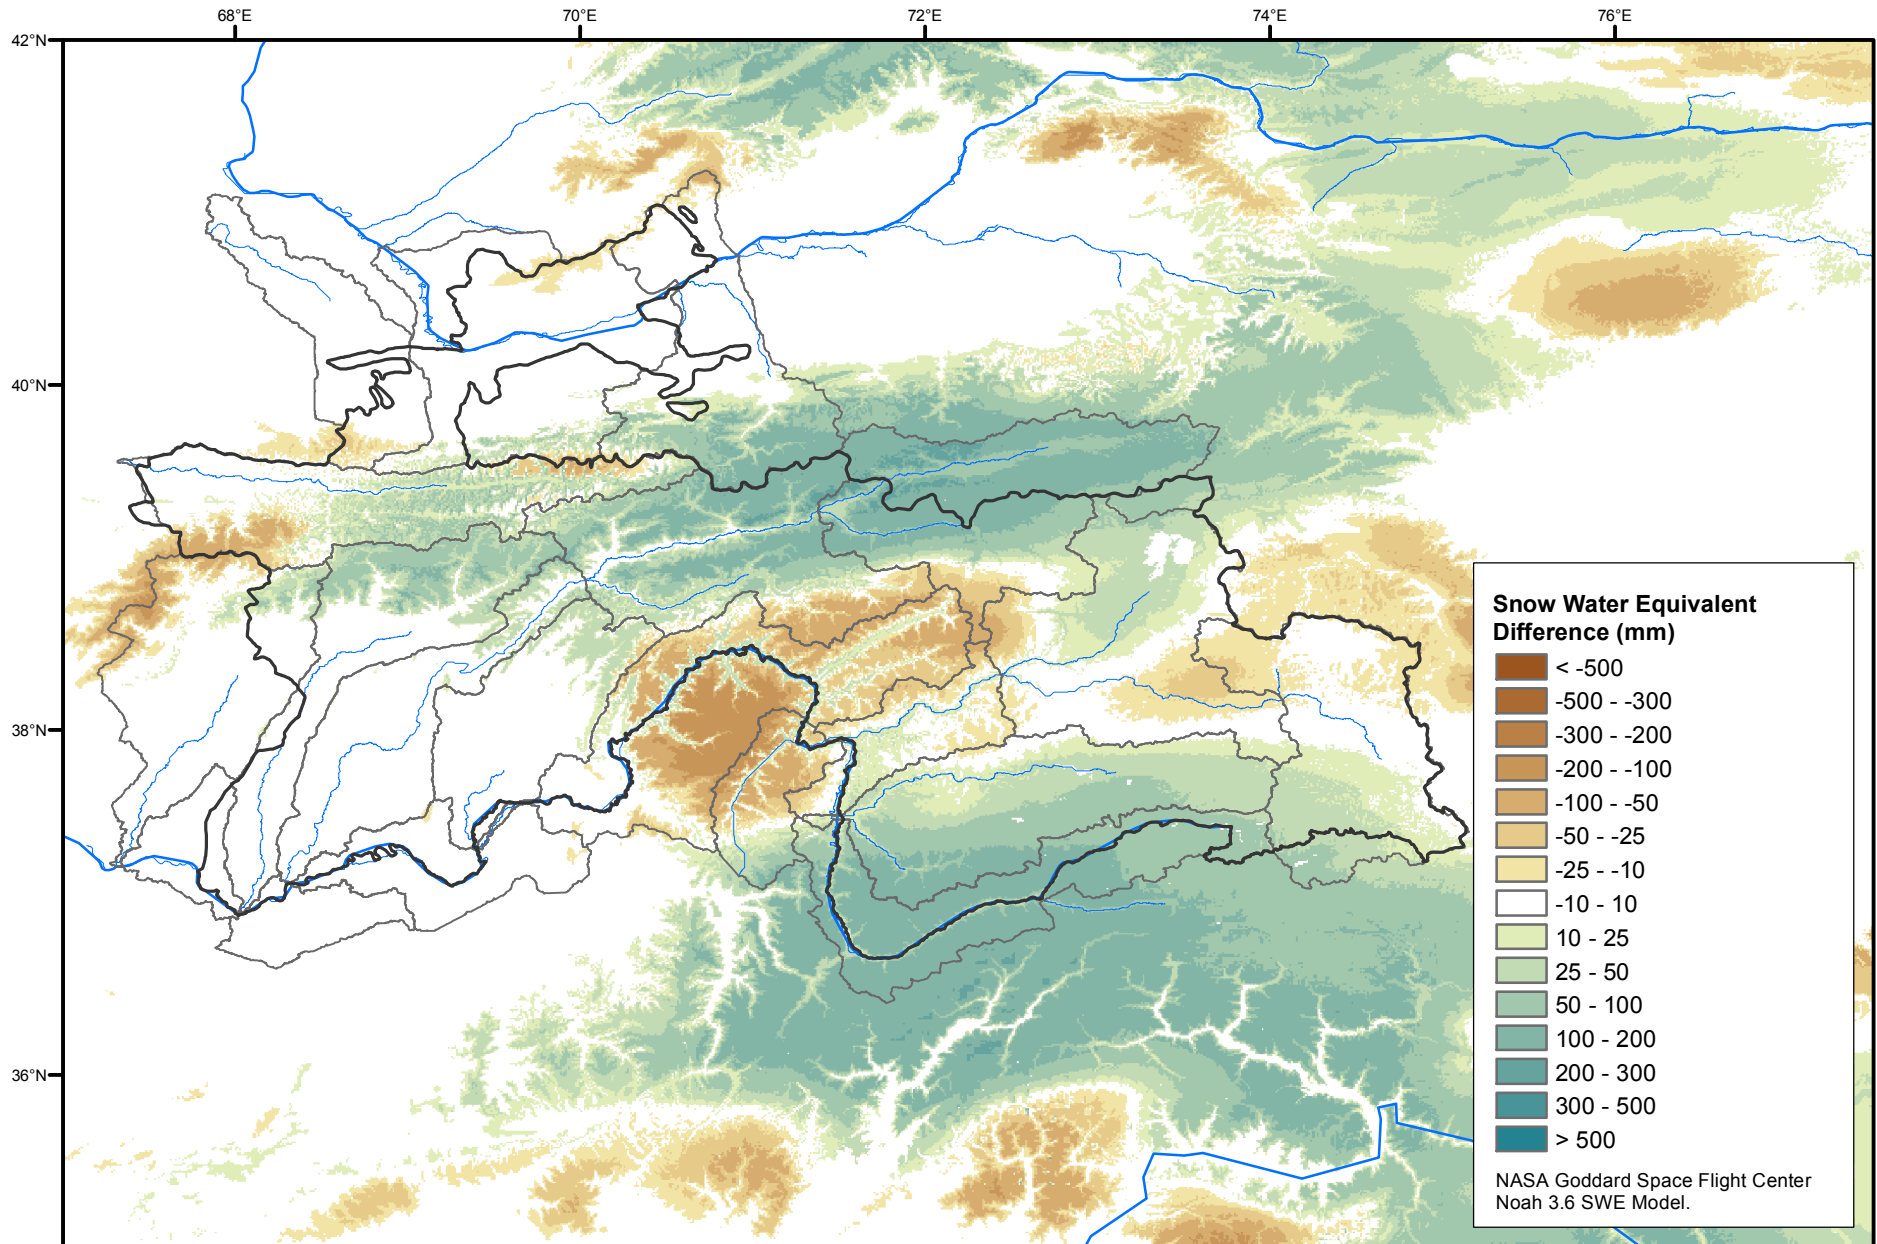 68°E
70°E
72°E
74°E
76°E
42°N
40°N
38°N
36°N
Snow Water Equivalent
Difference (mm)
< -500
-500 - -300
-300 - -200
-200 - -100
-100 - -50
-50 - -25
-25 - -10
-10 - 10
10 - 25
25 - 50
50 - 100
100 - 200
200 - 300
300 - 500
> 500
NASA Goddard Space Flight Center
Noah 3.6 SWE Model.